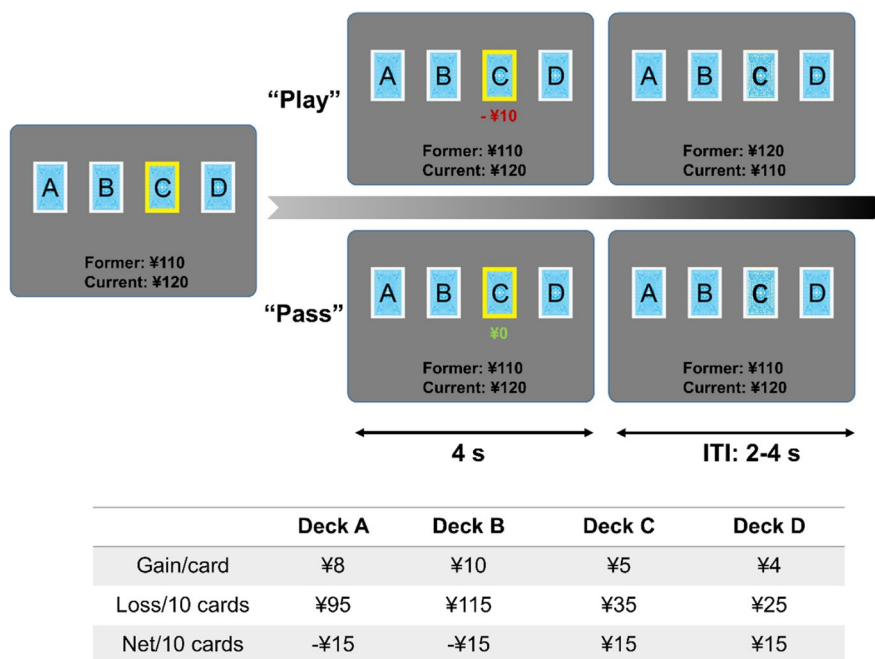 A B C D
Former: ¥110
Current: ¥120
“Play”
A B C D
- ¥10
Former: ¥110
Current: ¥120
A B C D
Former: ¥120
Current: ¥110
“Pass”
A B C D
¥0
Former: ¥110
Current: ¥120
A B C D
Former: ¥110
Current: ¥120
4 s
ITI: 2-4 s
Deck A Deck B Deck C Deck D
Gain/card ¥8 ¥10 ¥5 ¥4
Loss/10 cards ¥95 ¥115 ¥35 ¥25
Net/10 cards -¥15 -¥15 ¥15 ¥15